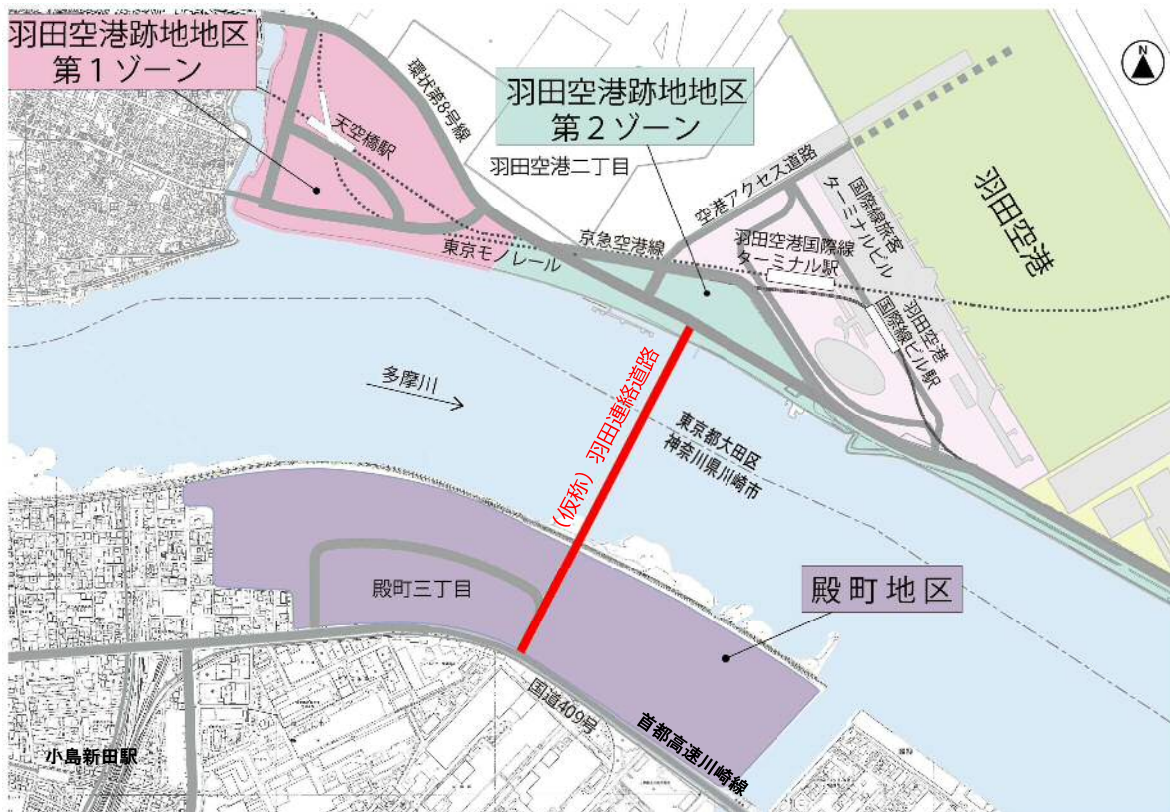 羽田空港跡地地区
第1ゾーン
環状第8号線
天空橋駅
羽田空港跡地地区
第2ゾーン
羽田空港二丁目
N
空港アクセス道路
国際線旅客
ターミナルビル
羽田空港
京急空港線
東京モノレール
羽田空港国際線
ターミナル駅
羽田空港
国際線ビル駅
多摩川
(仮称) 羽田連絡道路
東京都大田区
神奈川県川崎市
殿町三丁目
殿町地区
国道409号
首都高速川崎線
小島新田駅